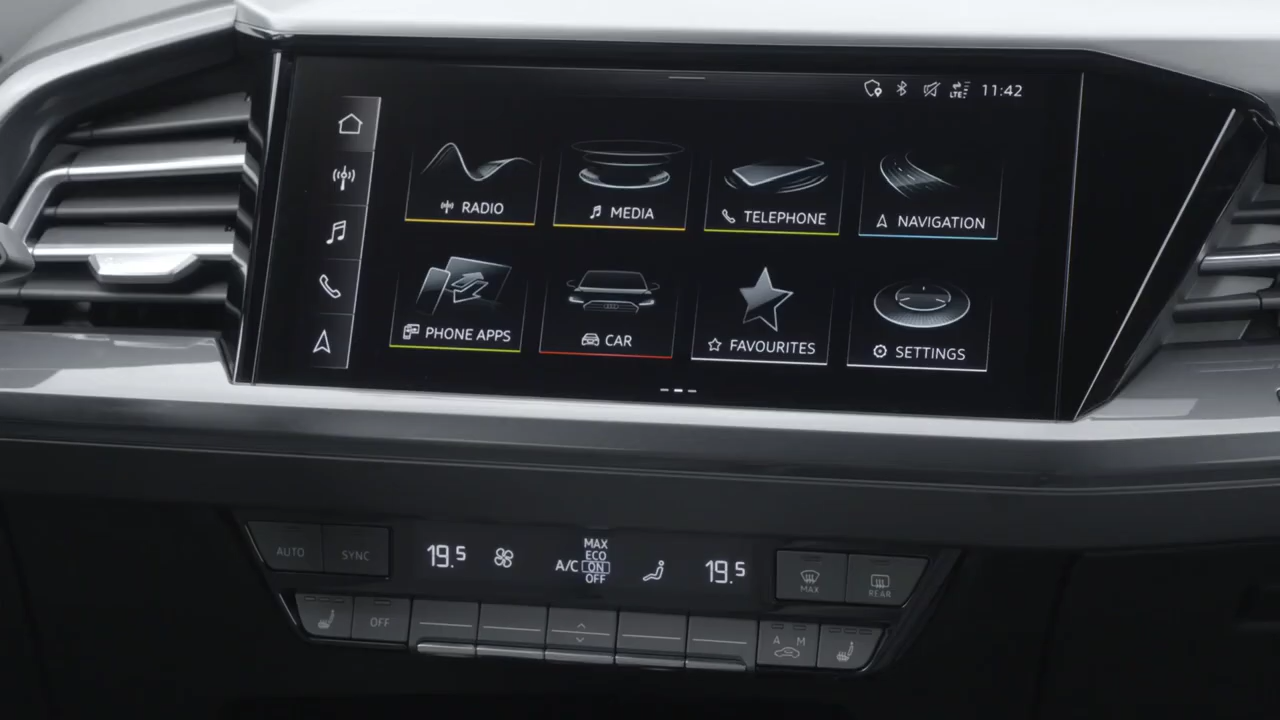 LTE 11:42
RADIO
MEDIA
TELEPHONE
NAVIGATION
PHONE APPS
CAR
FAVOURITES
SETTINGS
AUTO
SYNC
19.5
A/C
MAX
ECO
ON
OFF
19.5
MAX
REAR
OFF
A M